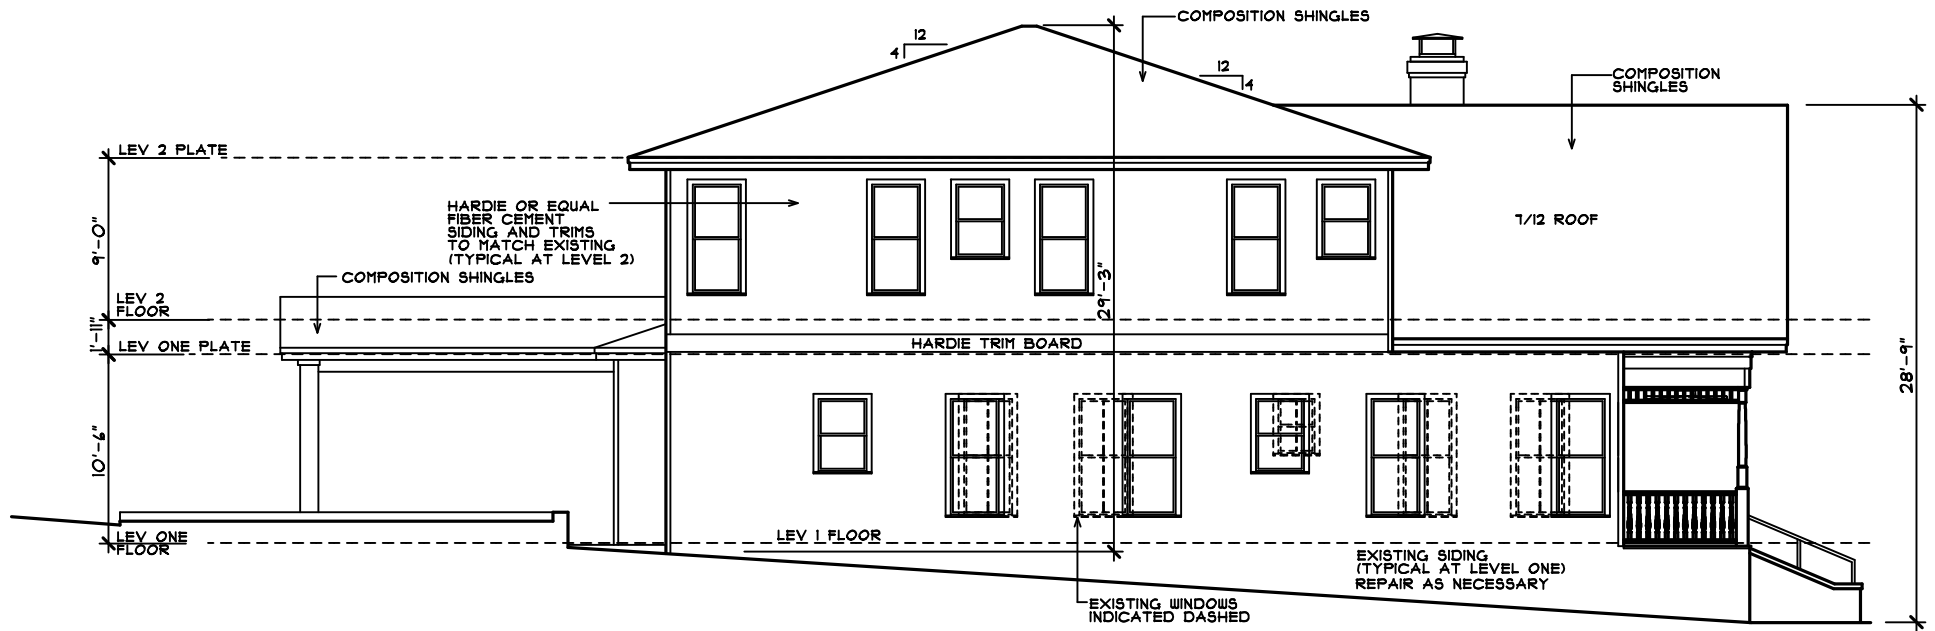 COMPOSITION SHINGLES
12
4
12
4
COMPOSITION
SHINGLES
LEV 2 PLATE
HARDIE OR EQUAL
FIBER CEMENT
SIDING AND TRIMS
TO MATCH EXISTING
(TYPICAL AT LEVEL 2)
7/12 ROOF
9'-0"
COMPOSITION SHINGLES
29'-3"
LEV 2
FLOOR
1'-11"
LEV ONE PLATE
HARDIE TRIM BOARD
28'-9"
10'-6"
LEV ONE
FLOOR
LEV 1 FLOOR
EXISTING SIDING
(TYPICAL AT LEVEL ONE)
REPAIR AS NECESSARY
EXISTING WINDOWS
INDICATED DASHED